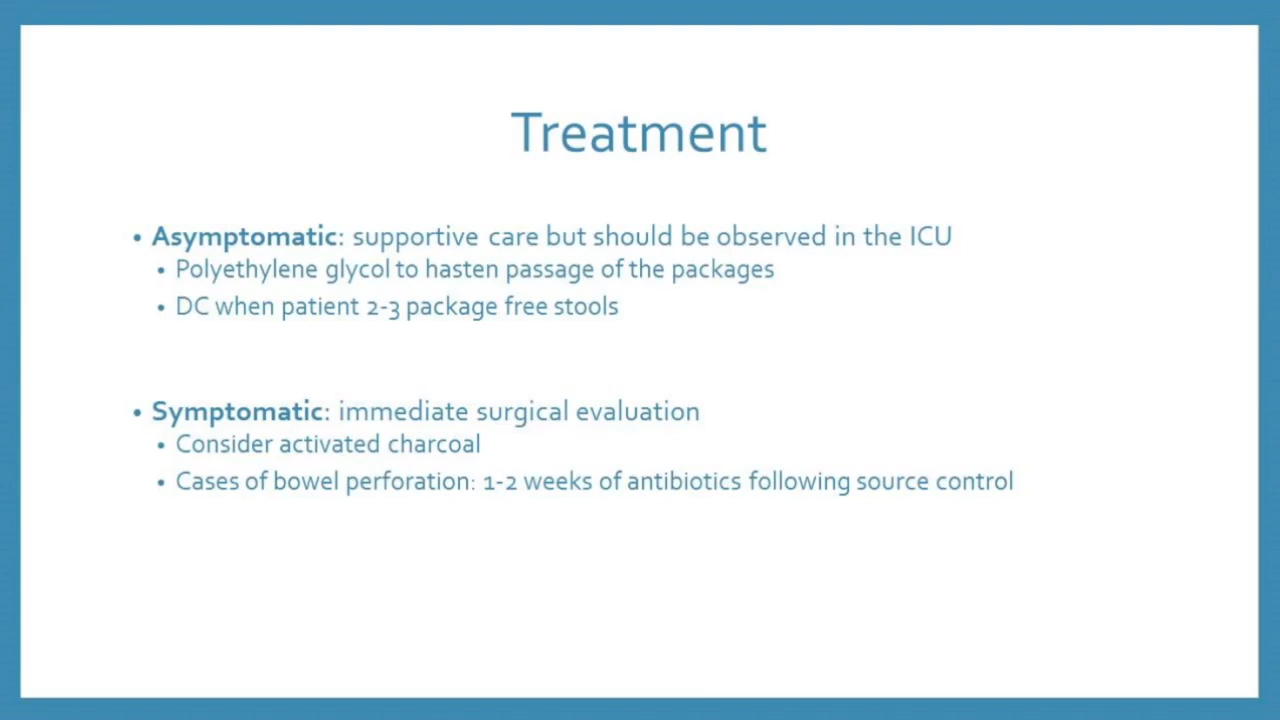 Treatment
• Asymptomatic: supportive care but should be observed in the ICU
• Polyethylene glycol to hasten passage of the packages
• DC when patient 2-3 package free stools
• Symptomatic: immediate surgical evaluation
• Consider activated charcoal
• Cases of bowel perforation: 1-2 weeks of antibiotics following source control